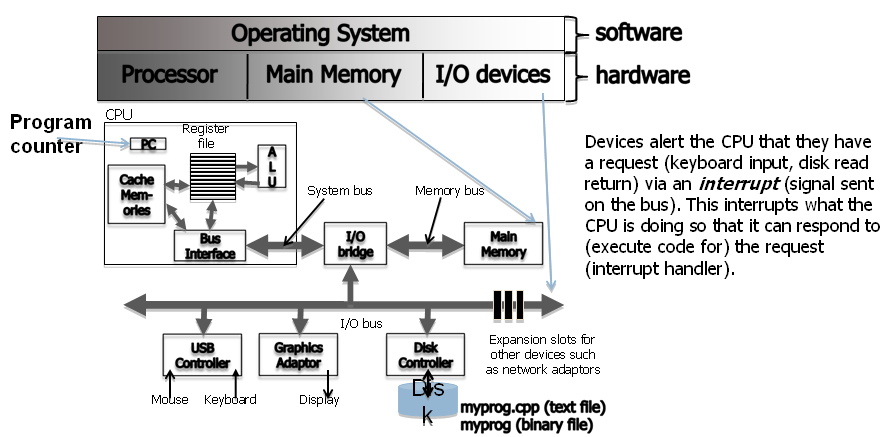 Operating System
software
Processor
Main Memory
I/O devices
hardware
CPU
Program
counter
PC
Register
file
A
L
U
Cache
Mem-
ories
System bus
Memory bus
Bus
Interface
I/O
bridge
Main
Memory
Devices alert the CPU that they have
a request (keyboard input, disk read
return) via an interrupt (signal sent
on the bus). This interrupts what the
CPU is doing so that it can respond to
(execute code for) the request
(interrupt handler).
I/O bus
Expansion slots for
other devices such
as network adaptors
USB
Controller
Graphics
Adaptor
Disk
Controller
Mouse
Keyboard
Display
Dis
k
myprog.cpp (text file)
myprog (binary file)